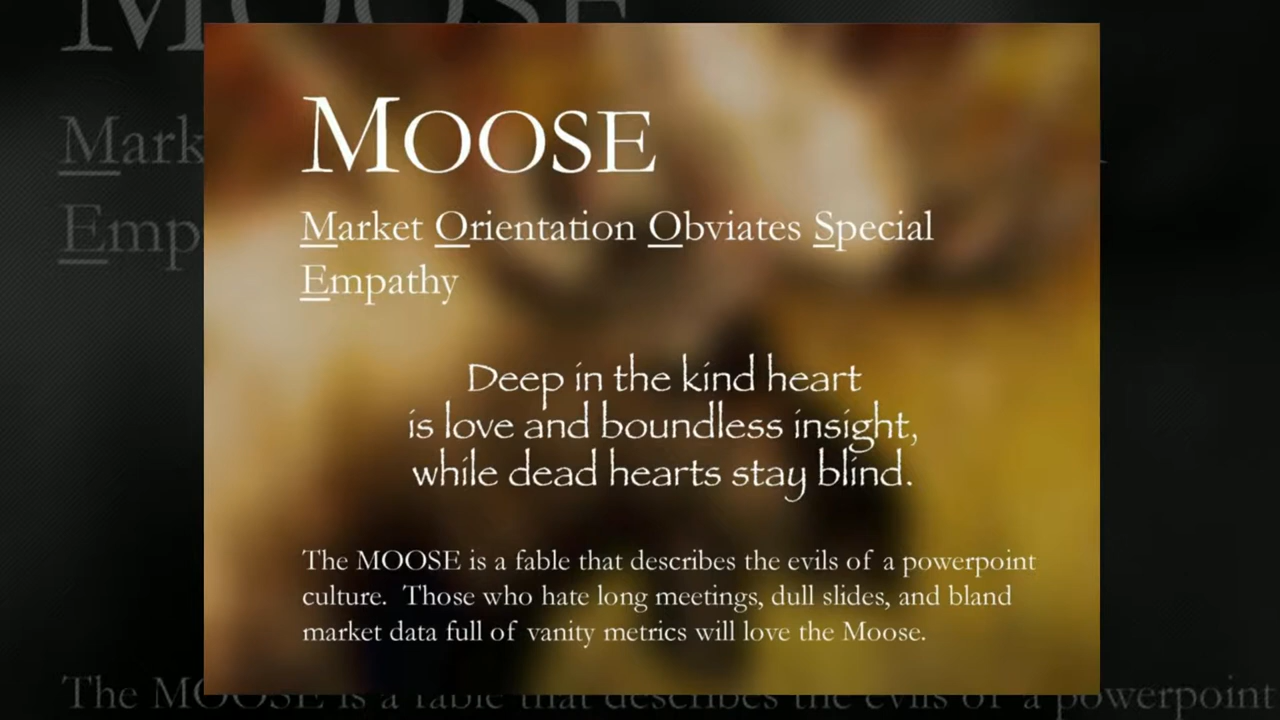 MOOSE
Market Orientation Obviates Special
Empathy
Deep in the kind heart
is love and boundless insight,
while dead hearts stay blind.
The MOOSE is a fable that describes the evils of a powerpoint
culture. Those who hate long meetings, dull slides, and bland
market data full of vanity metrics will love the Moose.